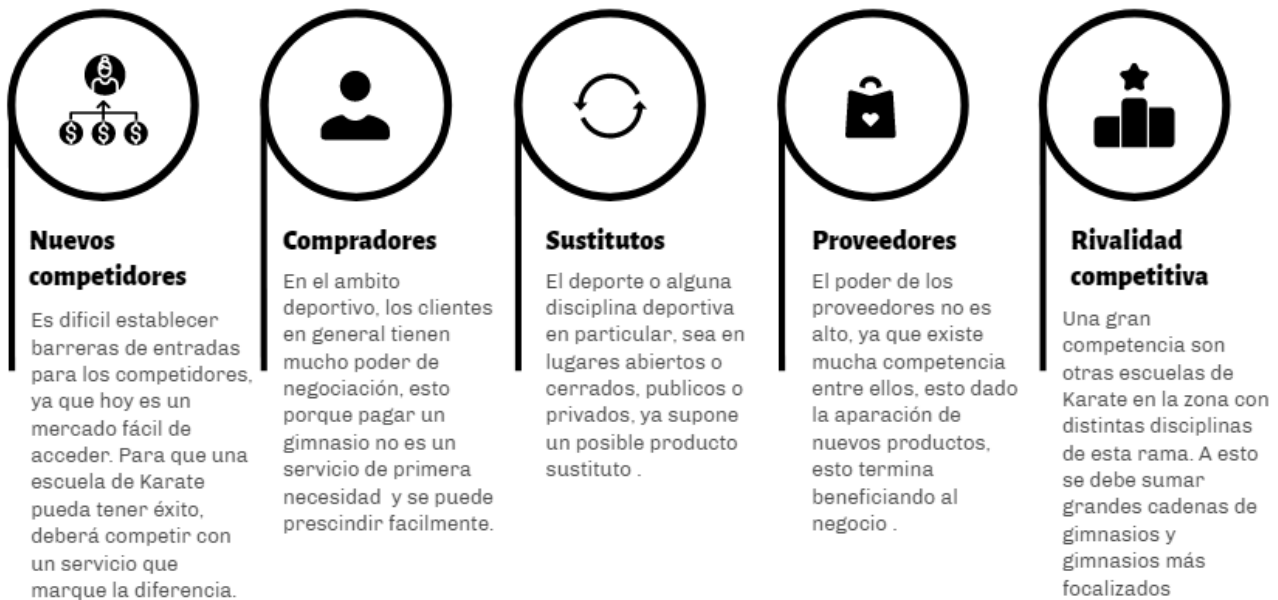 Nuevos
competidores
Es dificil establecer
barreras de entradas
para los competidores,
ya que hoy es un
mercado fácil de
acceder. Para que una
escuela de Karate
pueda tener éxito,
deberá competir con
un servicio que
marque la diferencia.
Compradores
En el ambito
deportivo, los clientes
en general tienen
mucho poder de
negociación, esto
porque pagar un
gimnasio no es un
servicio de primera
necesidad y se puede
prescindir facilmente.
Sustitutos
El deporte o alguna
disciplina deportiva
en particular, sea en
lugares abiertos o
cerrados, publicos o
privados, ya supone
un posible producto
sustituto .
Proveedores
El poder de los
proveedores no es
alto, ya que existe
mucha competencia
entre ellos, esto dado
la aparación de
nuevos productos,
esto termina
beneficiando al
negocio .
Rivalidad
competitiva
Una gran
competencia son
otras escuelas de
Karate en la zona con
distintas disciplinas
de esta rama. A esto
se debe sumar
grandes cadenas de
gimnasios y
gimnasios más
focalizados